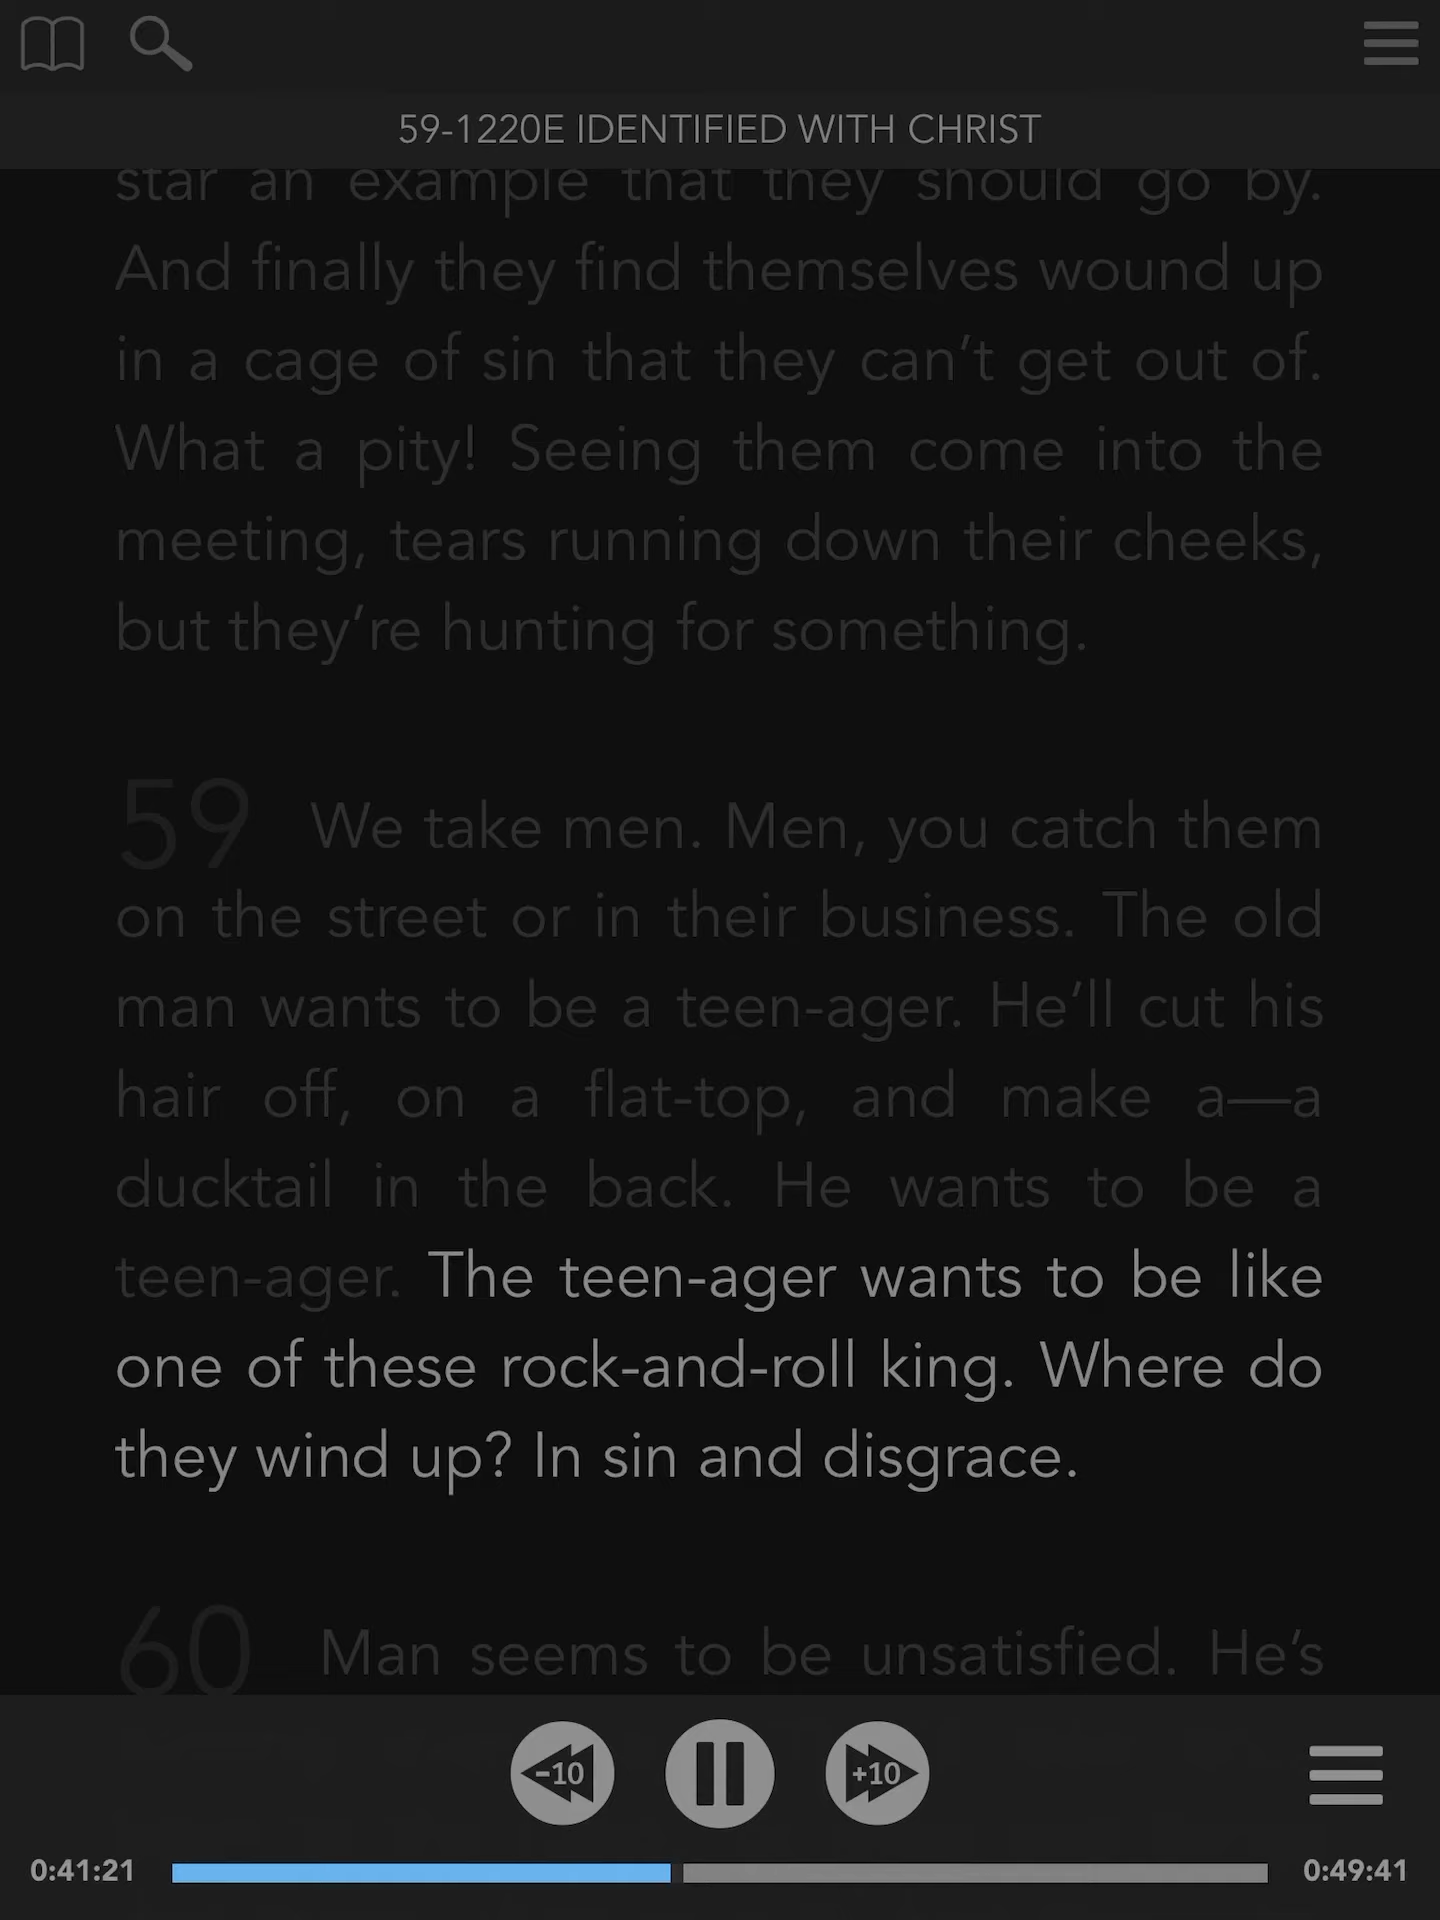 59-1220E IDENTIFIED WITH CHRIST
star an example that they should go by.
And finally they find themselves wound up
in a cage of sin that they can’t get out of.
What a pity! Seeing them come into the
meeting, tears running down their cheeks,
but they’re hunting for something.
59 We take men. Men, you catch them
on the street or in their business. The old
man wants to be a teen-ager. He’ll cut his
hair off, on a flat-top, and make a—a
ducktail in the back. He wants to be a
teen-ager. The teen-ager wants to be like
one of these rock-and-roll king. Where do
they wind up? In sin and disgrace.
60 Man seems to be unsatisfied. He’s
-10 +10
0:41:21 0:49:41